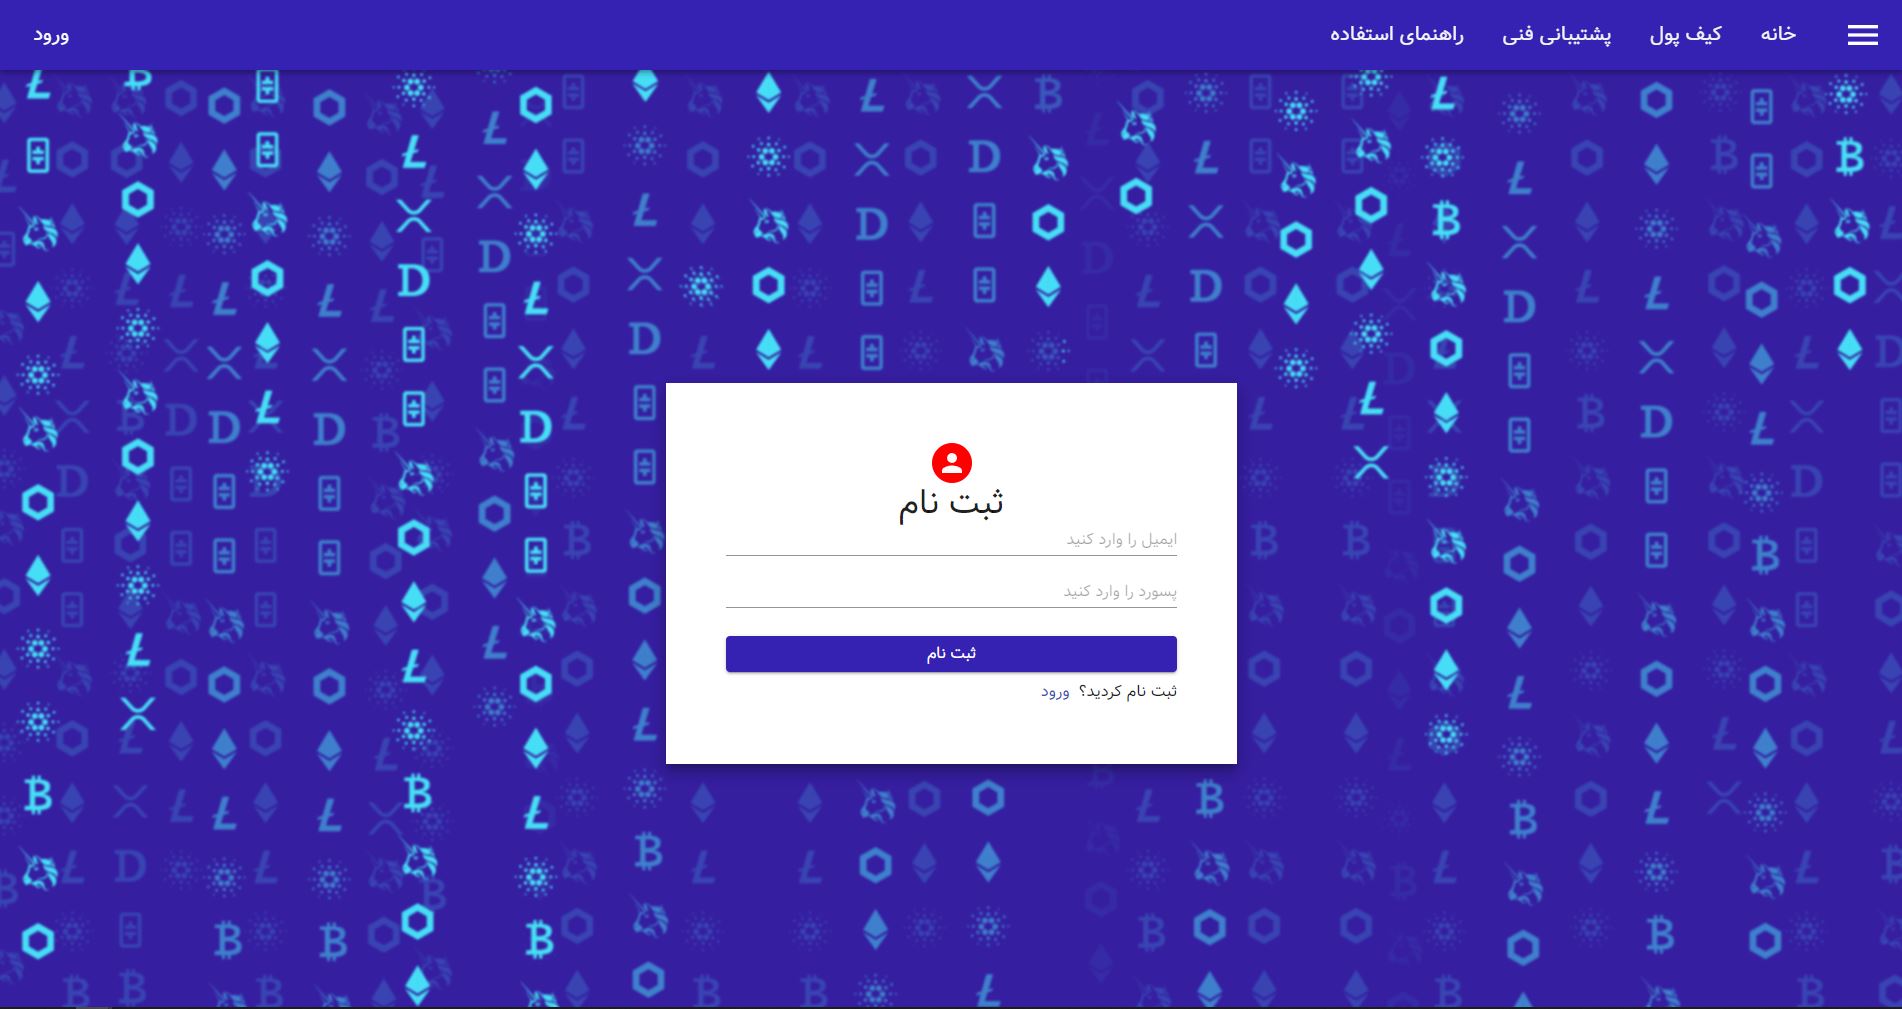 خانه
کیف پول
پشتیبانی فنی
راهنمای استفاده
ورود
ثبت نام
ایمیل را وارد کنید
پسورد را وارد کنید
ثبت نام
ثبت نام کردید؟ ورود